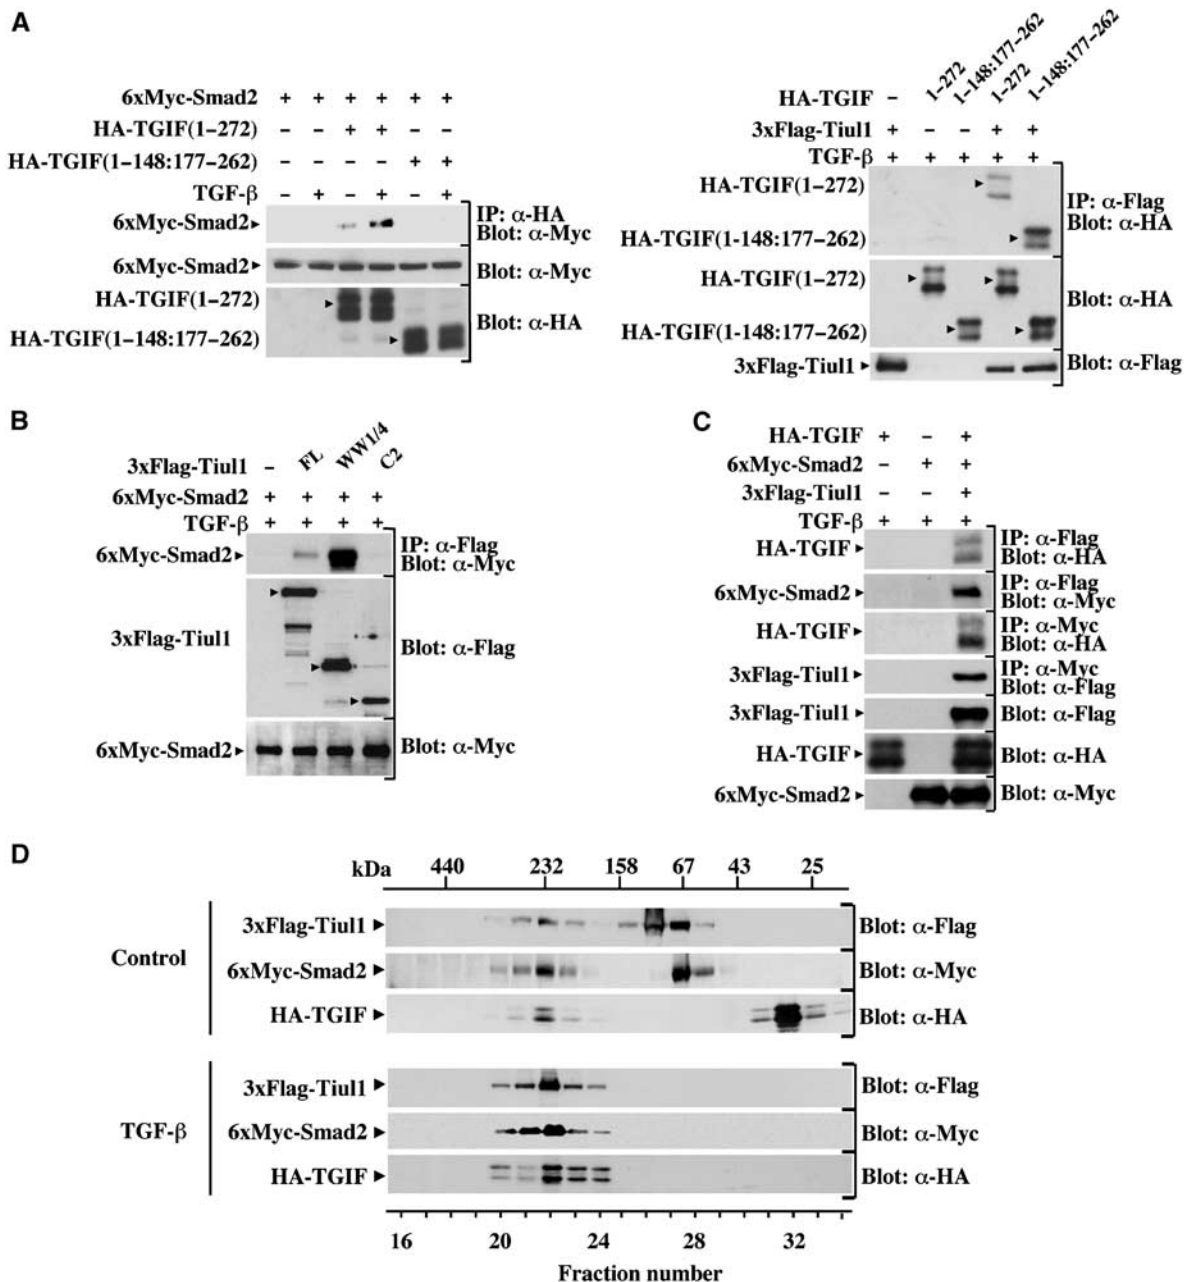 A
6xMyc-Smad2 + + + + + +
HA-TGIF(1–272) – – + + – –
HA-TGIF(1–148:177–262) – – – – + +
TGF-β – + – + – +
6xMyc-Smad2
IP: α-HA
Blot: α-Myc
6xMyc-Smad2
Blot: α-Myc
HA-TGIF(1–272)
HA-TGIF(1–148:177–262)
Blot: α-HA
HA-TGIF – 1–272 1–148:177–262 1–272 1–148:177–262
3xFlag-Tiul1 + – – + +
TGF-β + + + + +
HA-TGIF(1–272)
HA-TGIF(1-148:177–262)
IP: α-Flag
Blot: α-HA
HA-TGIF(1–272)
HA-TGIF(1–148:177–262)
Blot: α-HA
3xFlag-Tiul1
Blot: α-Flag
B
3xFlag-Tiul1 – FL WW1/4 C2
6xMyc-Smad2 + + + +
TGF-β + + + +
6xMyc-Smad2
IP: α-Flag
Blot: α-Myc
3xFlag-Tiul1
Blot: α-Flag
6xMyc-Smad2
Blot: α-Myc
C
HA-TGIF + – +
6xMyc-Smad2 – + +
3xFlag-Tiul1 – – +
TGF-β + + +
HA-TGIF
IP: α-Flag
Blot: α-HA
6xMyc-Smad2
IP: α-Flag
Blot: α-Myc
HA-TGIF
IP: α-Myc
Blot: α-HA
3xFlag-Tiul1
IP: α-Myc
Blot: α-Flag
3xFlag-Tiul1
Blot: α-Flag
HA-TGIF
Blot: α-HA
6xMyc-Smad2
Blot: α-Myc
D
kDa 440 232 158 67 43 25
Control
3xFlag-Tiul1
Blot: α-Flag
6xMyc-Smad2
Blot: α-Myc
HA-TGIF
Blot: α-HA
TGF-β
3xFlag-Tiul1
Blot: α-Flag
6xMyc-Smad2
Blot: α-Myc
HA-TGIF
Blot: α-HA
16 20 24 28 32
Fraction number